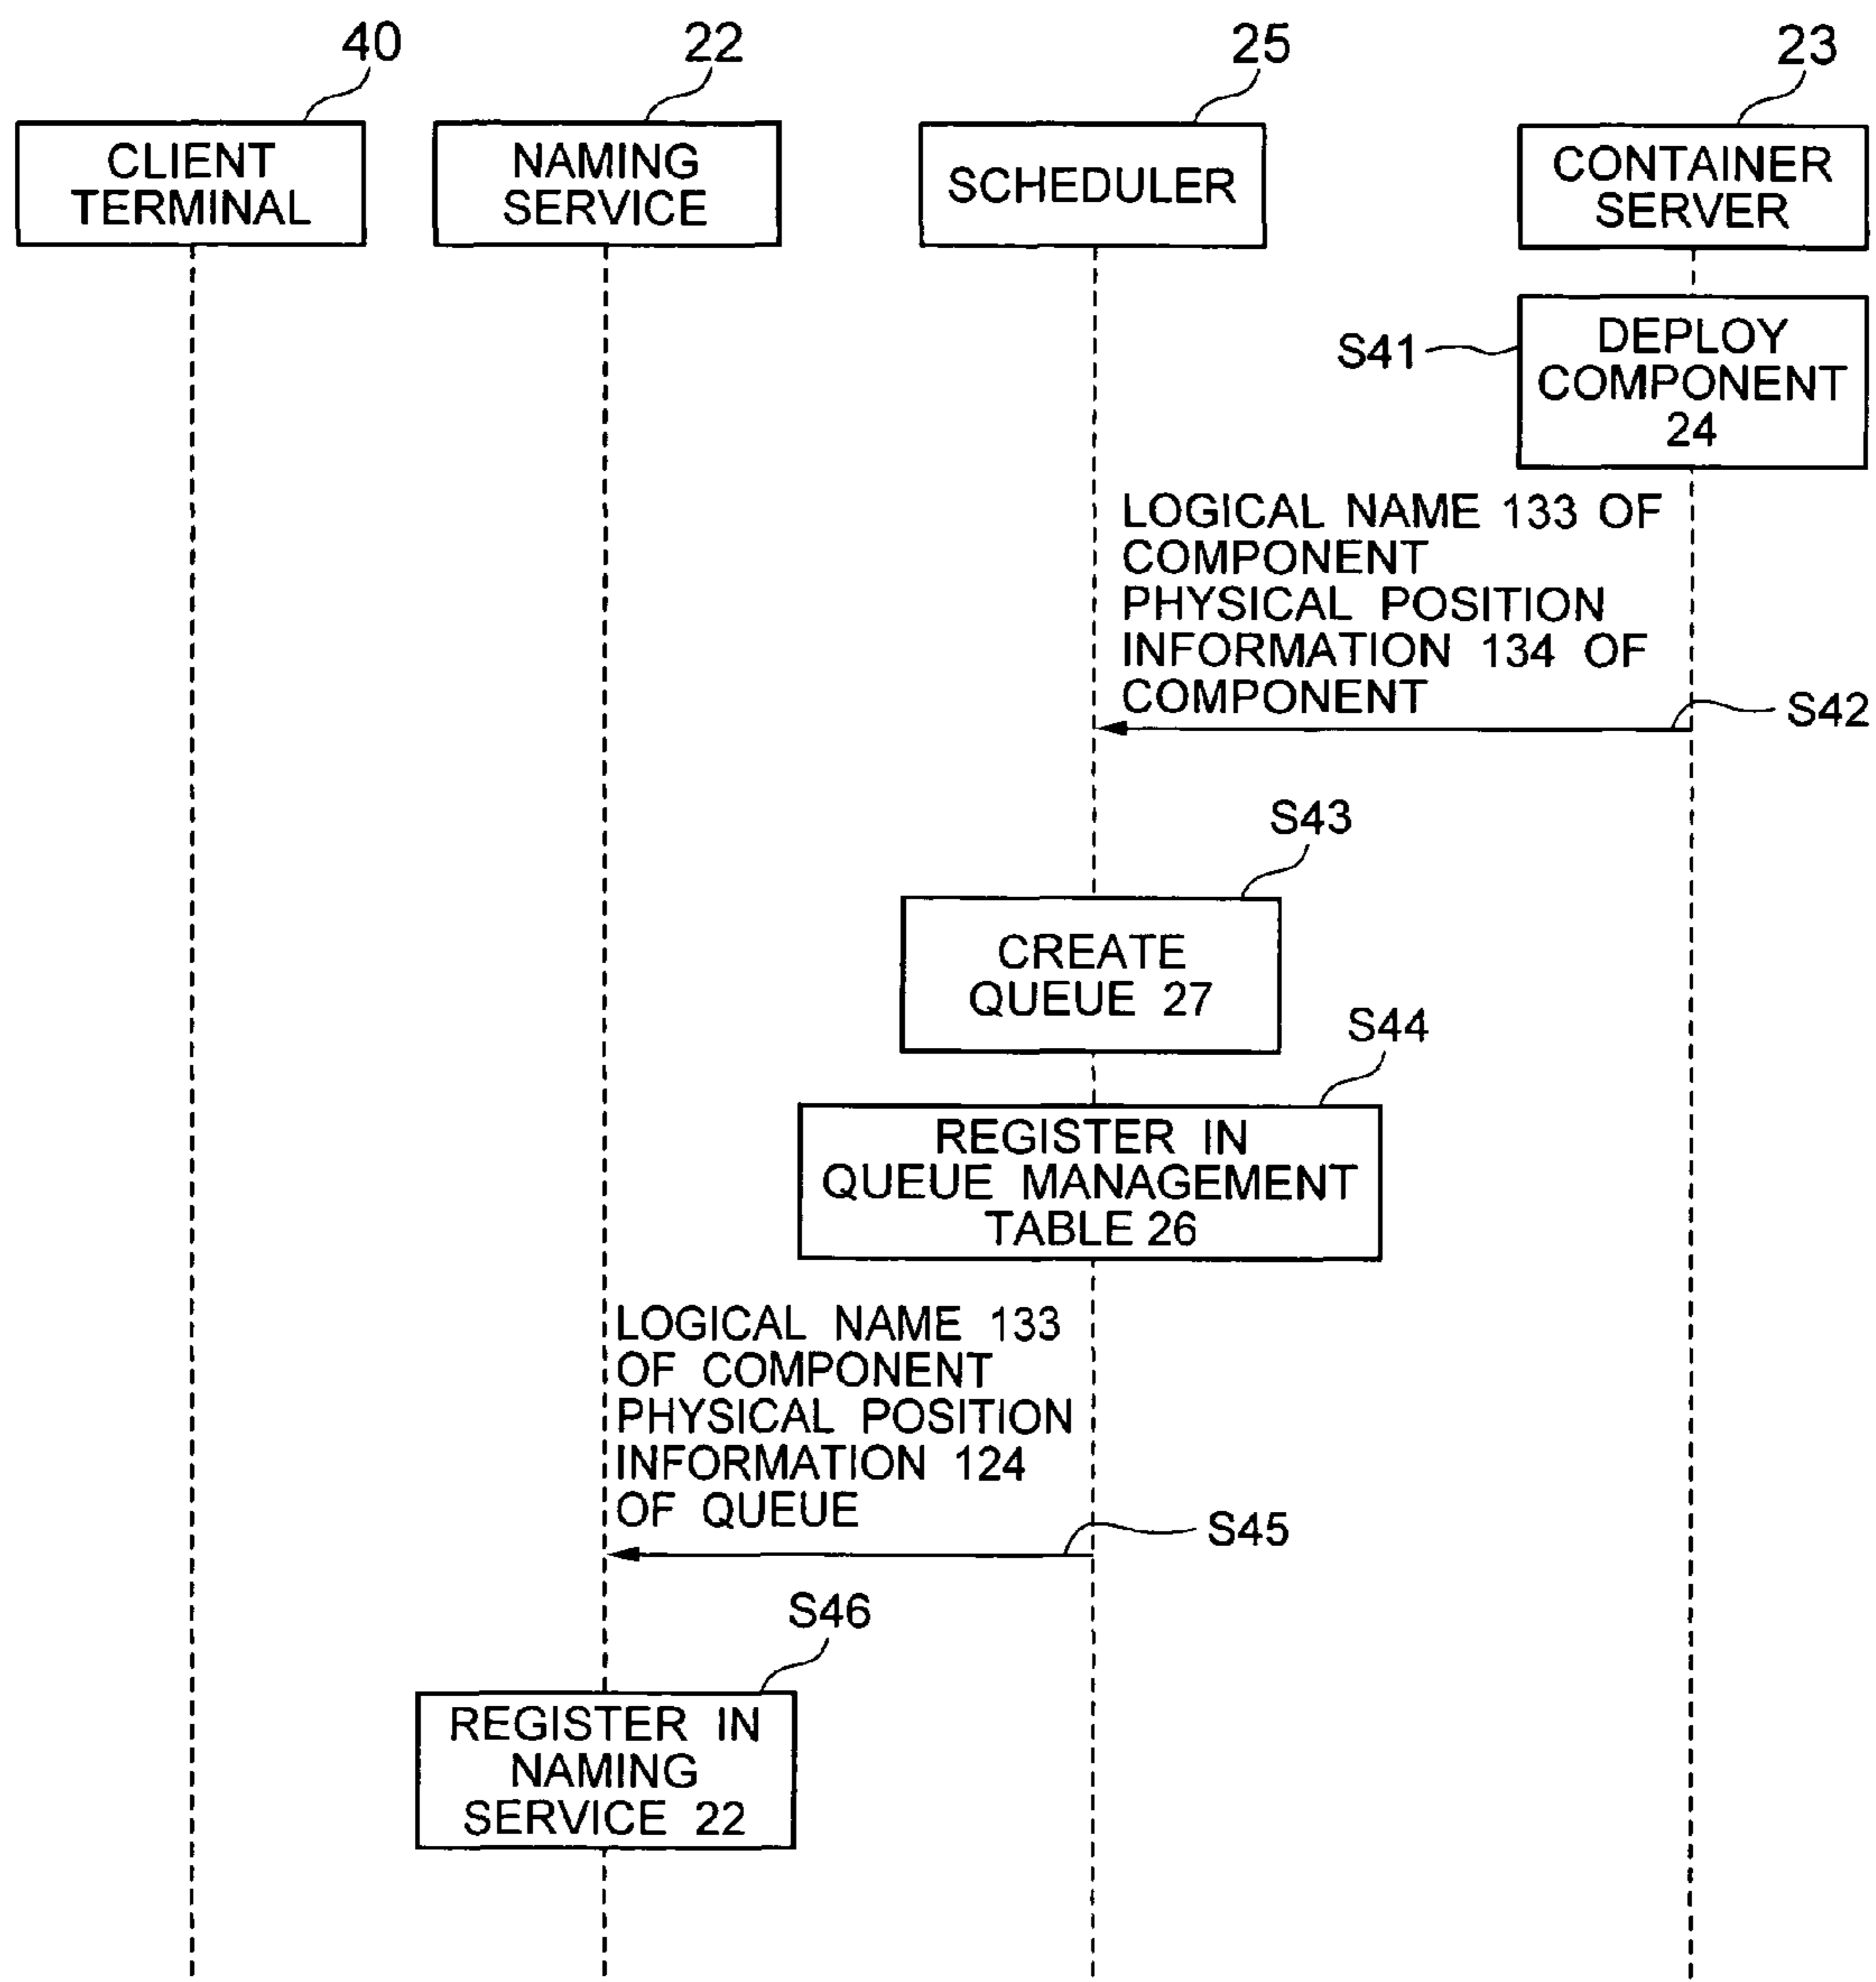 40
22
25
23
CLIENT
TERMINAL
NAMING
SERVICE
SCHEDULER
CONTAINER
SERVER
S41
DEPLOY
COMPONENT
24
LOGICAL NAME 133 OF
COMPONENT
PHYSICAL POSITION
INFORMATION 134 OF
COMPONENT
S42
S43
CREATE
QUEUE 27
S44
REGISTER IN
QUEUE MANAGEMENT
TABLE 26
LOGICAL NAME 133
OF COMPONENT
PHYSICAL POSITION
INFORMATION 124
OF QUEUE
S45
S46
REGISTER IN
NAMING
SERVICE 22